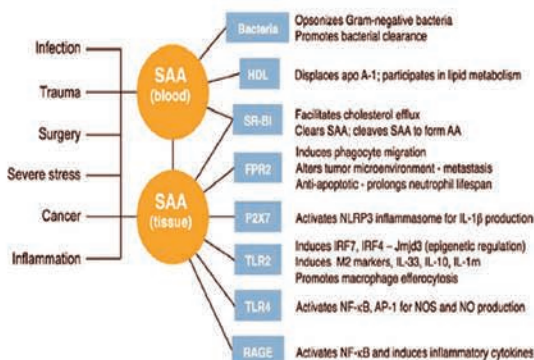 Infection
Trauma
Surgery
Severe stress
Cancer
Inflammation
SAA
(blood)
SAA
(tissue)
Bacteria
Opsonizes Gram-negative bacteria
Promotes bacterial clearance
HDL
Displaces apo A-1; participates in lipid metabolism
SR-BI
Facilitates cholesterol efflux
Clears SAA; cleaves SAA to form AA
FPR2
Induces phagocyte migration
Alters tumor microenvironment - metastasis
Anti-apoptotic - prolongs neutrophil lifespan
P2X7
Activates NLRP3 inflammasome for IL-1β production
TLR2
Induces IRF7, IRF4 – Jmjd3 (epigenetic regulation)
Induces M2 markers, IL-33, IL-10, IL-1rn
Promotes macrophage efferocytosis
TLR4
Activates NF-κB, AP-1 for NOS and NO production
RAGE
Activates NF-κB and induces inflammatory cytokines